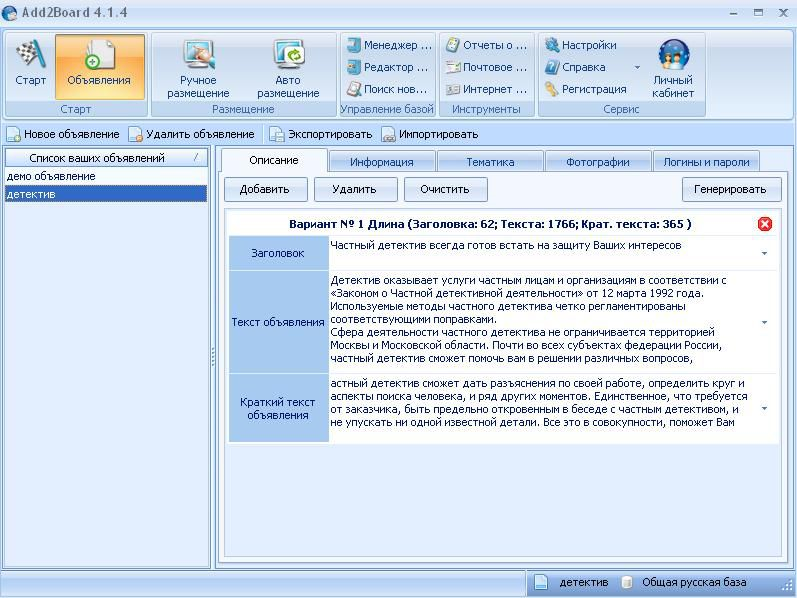 Add2Board 4.1.4
Старт
Объявления
Ручное размещение
Авто размещение
Менеджер ...
Редактор ...
Поиск нов...
Отчеты о ...
Почтовое ...
Интернет ...
Настройки
Справка
Регистрация
Личный кабинет
Старт
Размещение
Управление базой
Инструменты
Сервис
Новое объявление
Удалить объявление
Экспортировать
Импортировать
Список ваших объявлений
демо объявление
детектив
Описание
Информация
Тематика
Фотографии
Логины и пароли
Добавить
Удалить
Очистить
Генерировать
Вариант № 1 Длина (Заголовка: 62; Текста: 1766; Крат. текста: 365 )
Заголовок
Частный детектив всегда готов встать на защиту Ваших интересов
Текст объявления
Детектив оказывает услуги частным лицам и организациям в соответствии с
«Законом о Частной детективной деятельности» от 12 марта 1992 года.
Используемые методы частного детектива четко регламентированы
соответствующими поправками.
Сфера деятельности частного детектива не ограничивается территорией
Москвы и Московской области. Почти во всех субъектах федерации России,
частный детектив сможет помочь вам в решении различных вопросов,
Краткий текст
объявления
астный детектив сможет дать разъяснения по своей работе, определить круг и
аспекты поиска человека, и ряд других моментов. Единственное, что требуется
от заказчика, быть предельно откровенным в беседе с частным детективом, и
не упускать ни одной известной детали. Все это в совокупности, поможет Вам
детектив
Общая русская база